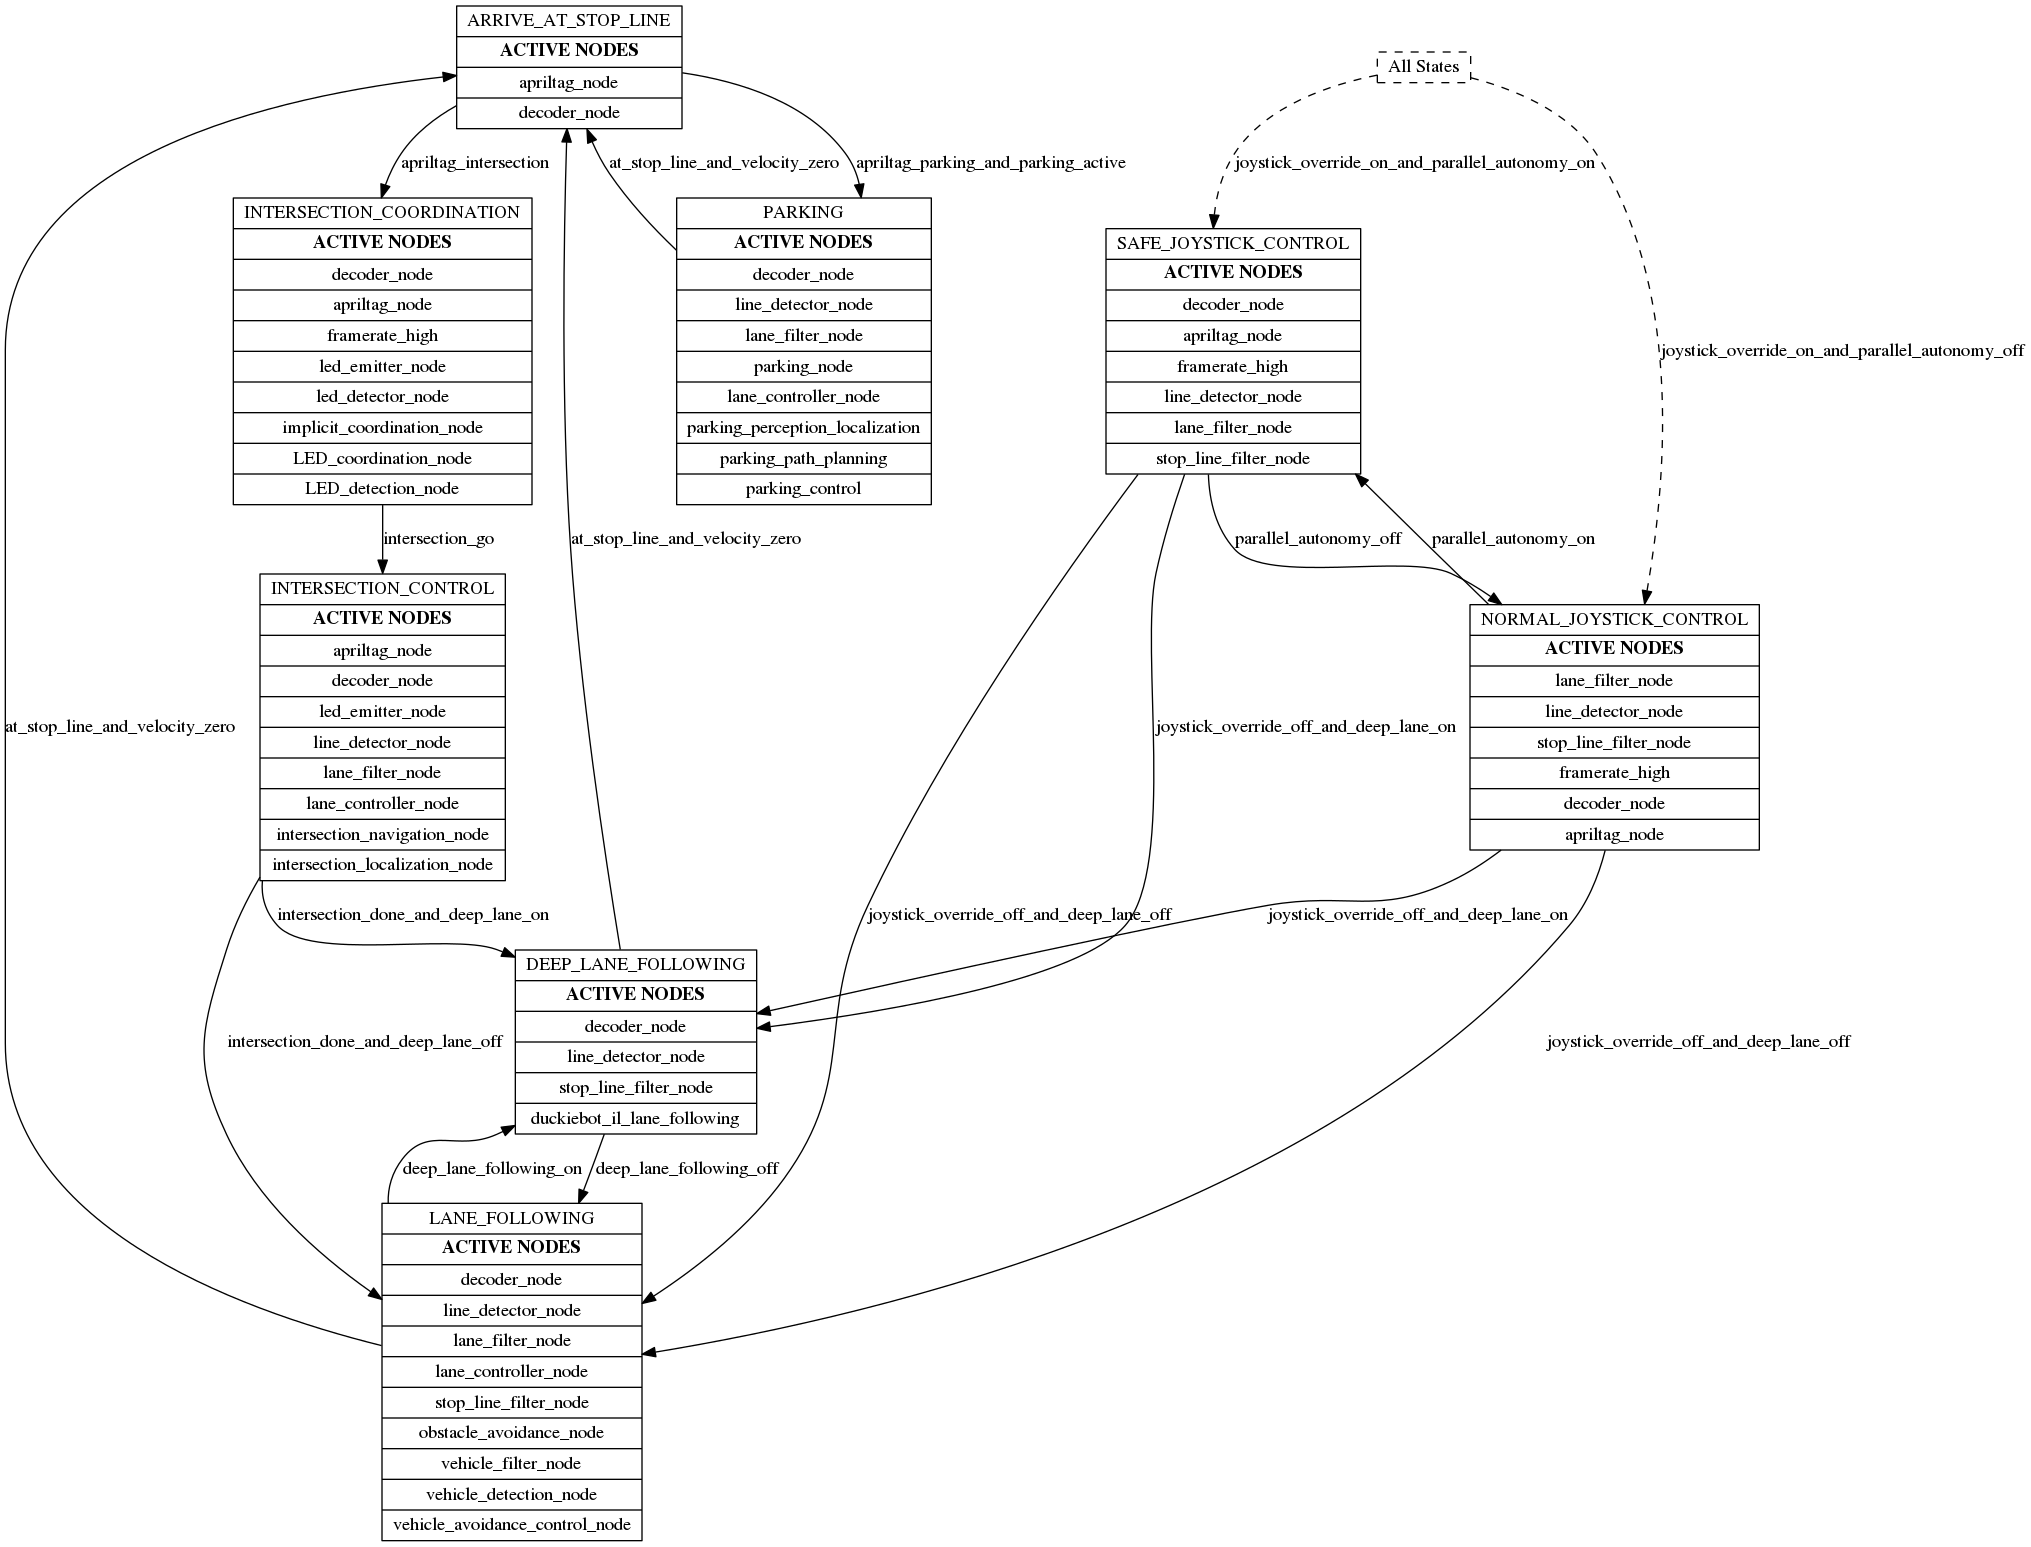 ARRIVE_AT_STOP_LINE
ACTIVE NODES
apriltag_node
decoder_node
All States
apriltag_intersection
at_stop_line_and_velocity_zero
apriltag_parking_and_parking_active
joystick_override_on_and_parallel_autonomy_on
INTERSECTION_COORDINATION
ACTIVE NODES
decoder_node
apriltag_node
framerate_high
led_emitter_node
led_detector_node
implicit_coordination_node
LED_coordination_node
LED_detection_node
PARKING
ACTIVE NODES
decoder_node
line_detector_node
lane_filter_node
parking_node
lane_controller_node
parking_perception_localization
parking_path_planning
parking_control
SAFE_JOYSTICK_CONTROL
ACTIVE NODES
decoder_node
apriltag_node
framerate_high
line_detector_node
lane_filter_node
stop_line_filter_node
joystick_override_on_and_parallel_autonomy_off
intersection_go
at_stop_line_and_velocity_zero
parallel_autonomy_off
parallel_autonomy_on
INTERSECTION_CONTROL
ACTIVE NODES
apriltag_node
decoder_node
led_emitter_node
line_detector_node
lane_filter_node
lane_controller_node
intersection_navigation_node
intersection_localization_node
NORMAL_JOYSTICK_CONTROL
ACTIVE NODES
lane_filter_node
line_detector_node
stop_line_filter_node
framerate_high
decoder_node
apriltag_node
at_stop_line_and_velocity_zero
joystick_override_off_and_deep_lane_on
intersection_done_and_deep_lane_on
joystick_override_off_and_deep_lane_off
joystick_override_off_and_deep_lane_on
DEEP_LANE_FOLLOWING
ACTIVE NODES
decoder_node
line_detector_node
stop_line_filter_node
duckiebot_il_lane_following
intersection_done_and_deep_lane_off
joystick_override_off_and_deep_lane_off
deep_lane_following_on
deep_lane_following_off
LANE_FOLLOWING
ACTIVE NODES
decoder_node
line_detector_node
lane_filter_node
lane_controller_node
stop_line_filter_node
obstacle_avoidance_node
vehicle_filter_node
vehicle_detection_node
vehicle_avoidance_control_node